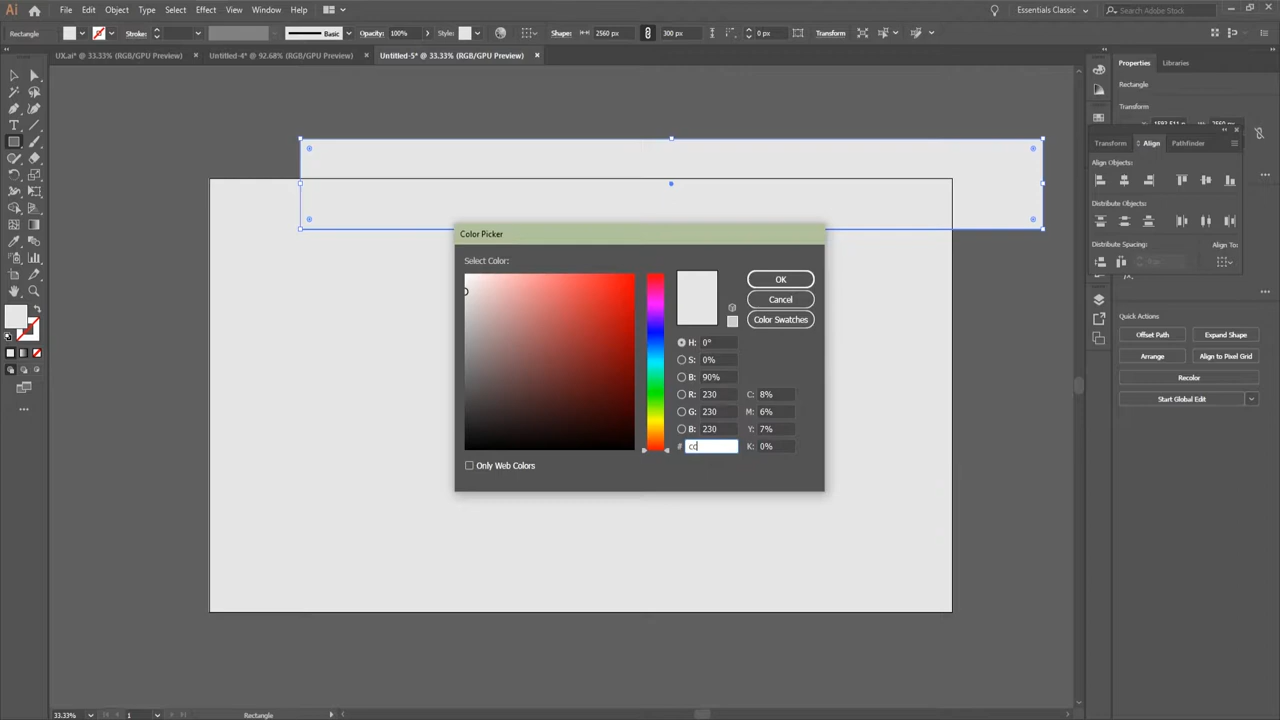 Ai File Edit Object Type Select Effect View Window Help Essentials Classic Search Adobe Stock
Rectangle Stroke: Basic Opacity: 100% Style: Shape: 2560 px 300 px 0 px Transform
UX.ai* @ 33.33% (RGB/GPU Preview) × Untitled-4* @ 92.68% (RGB/GPU Preview) × Untitled-5* @ 33.33% (RGB/GPU Preview) ×
Properties Libraries
Rectangle
Transform
Transform Align Pathfinder
Align Objects:
Distribute Objects:
Distribute Spacing: Align To:
Quick Actions
Offset Path Expand Shape
Arrange Align to Pixel Grid
Recolor
Start Global Edit
Color Picker
Select Color:
OK
Cancel
Color Swatches
H: 0°
S: 0%
B: 90%
R: 230 C: 8%
G: 230 M: 6%
B: 230 Y: 7%
# cc K: 0%
Only Web Colors
33.33% 1 Rectangle